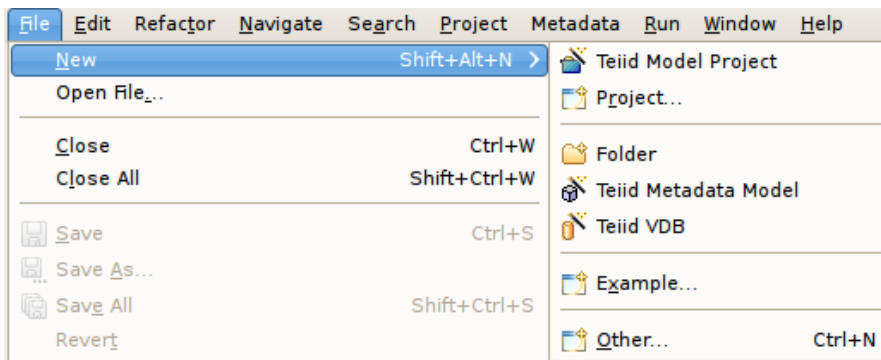 File Edit Refactor Navigate Search Project Metadata Run Window Help
New Shift+Alt+N >
Open File...
Close Ctrl+W
Close All Shift+Ctrl+W
Save Ctrl+S
Save As...
Save All Shift+Ctrl+S
Revert
Teiid Model Project
Project...
Folder
Teiid Metadata Model
Teiid VDB
Example...
Other... Ctrl+N